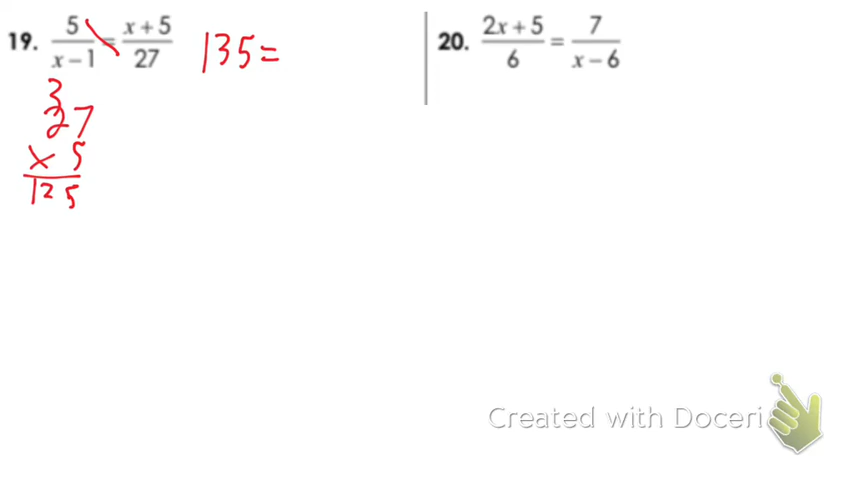 19. 5/(x – 1) = (x + 5)/27 135 =
20. (2x + 5)/6 = 7/(x – 6)
3
27
x 5
125
Created with Doceri